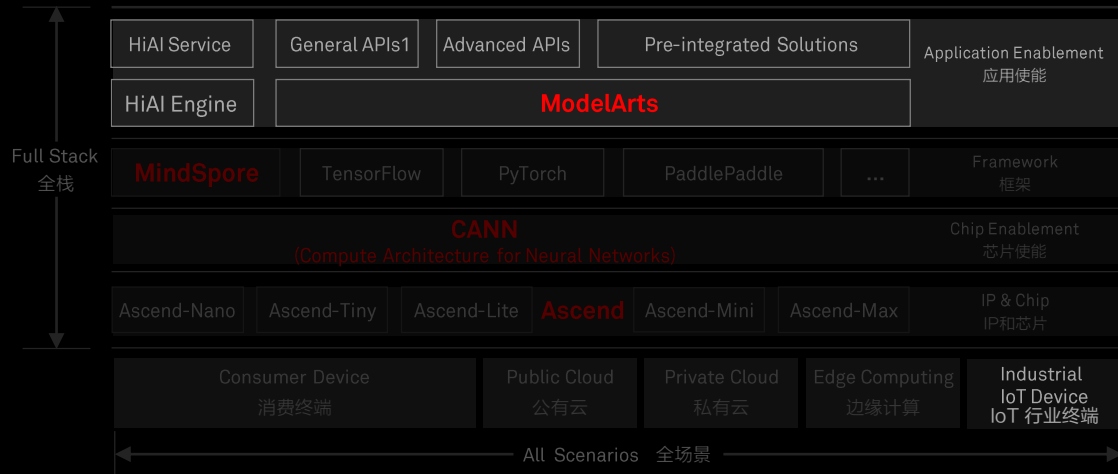 HiAI Service
General APIs1
Advanced APIs
Pre-integrated Solutions
Application Enablement
应用使能
HiAI Engine
ModelArts
Full Stack
全栈
MindSpore
TensorFlow
PyTorch
PaddlePaddle
...
Framework
框架
CANN
(Compute Architecture for Neural Networks)
Chip Enablement
芯片使能
Ascend-Nano
Ascend-Tiny
Ascend-Lite
Ascend
Ascend-Mini
Ascend-Max
IP & Chip
IP和芯片
Consumer Device
消费终端
Public Cloud
公有云
Private Cloud
私有云
Edge Computing
边缘计算
Industrial
IoT Device
IoT 行业终端
All Scenarios 全场景